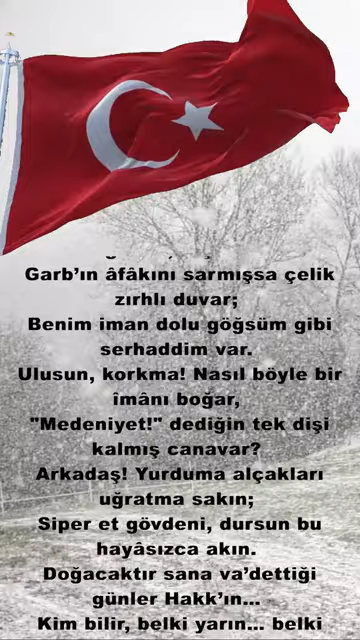 Garb’ın âfâkını sarmışsa çelik
zırhlı duvar;
Benim iman dolu göğsüm gibi
serhaddim var.
Ulusun, korkma! Nasıl böyle bir
îmânı boğar,
"Medeniyet!" dediğin tek dişi
kalmış canavar?
Arkadaş! Yurduma alçakları
uğratma sakın;
Siper et gövdeni, dursun bu
hayâsızca akın.
Doğacaktır sana va’dettiği
günler Hakk’ın...
Kim bilir, belki yarın... belki